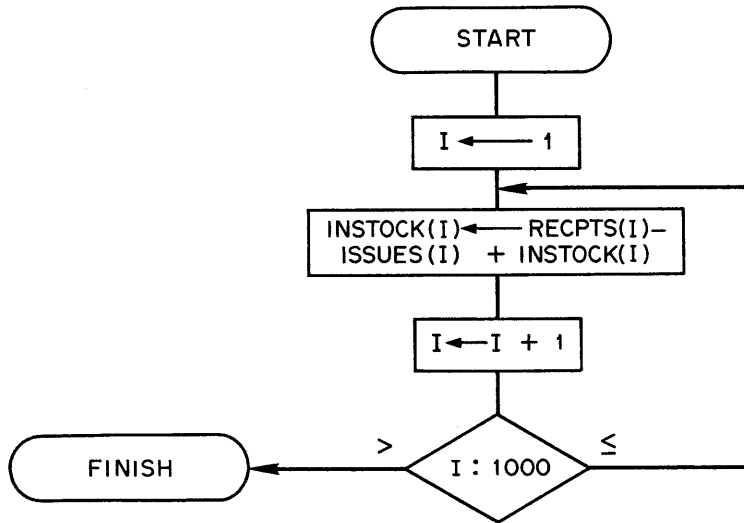 START
I ← 1
INSTOCK(I) ← RECPTS(I)–
ISSUES(I) + INSTOCK(I)
I ← I + 1
> ≤
FINISH
I : 1000